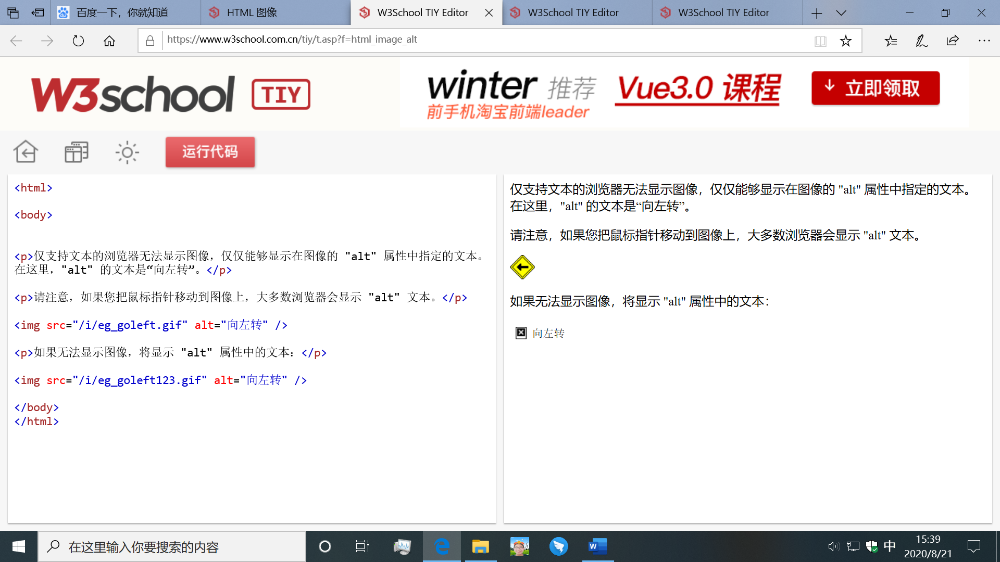 百度一下，你就知道
HTML 图像
W3School TIY Editor
W3School TIY Editor
W3School TIY Editor
https://www.w3school.com.cn/tiy/t.asp?f=html_image_alt
W3school TIY
winter 推荐
前手机淘宝前端leader
Vue3.0 课程
立即领取
运行代码
<html>
<body>
<p>仅支持文本的浏览器无法显示图像，仅仅能够显示在图像的 "alt" 属性中指定的文本。
在这里，"alt" 的文本是“向左转”。</p>
<p>请注意，如果您把鼠标指针移动到图像上，大多数浏览器会显示 "alt" 文本。</p>
<img src="/i/eg_goleft.gif" alt="向左转" />
<p>如果无法显示图像，将显示 "alt" 属性中的文本：</p>
<img src="/i/eg_goleft123.gif" alt="向左转" />
</body>
</html>
仅支持文本的浏览器无法显示图像，仅仅能够显示在图像的 "alt" 属性中指定的文本。
在这里，"alt" 的文本是“向左转”。
请注意，如果您把鼠标指针移动到图像上，大多数浏览器会显示 "alt" 文本。
如果无法显示图像，将显示 "alt" 属性中的文本：
向左转
在这里输入你要搜索的内容
中
15:39
2020/8/21